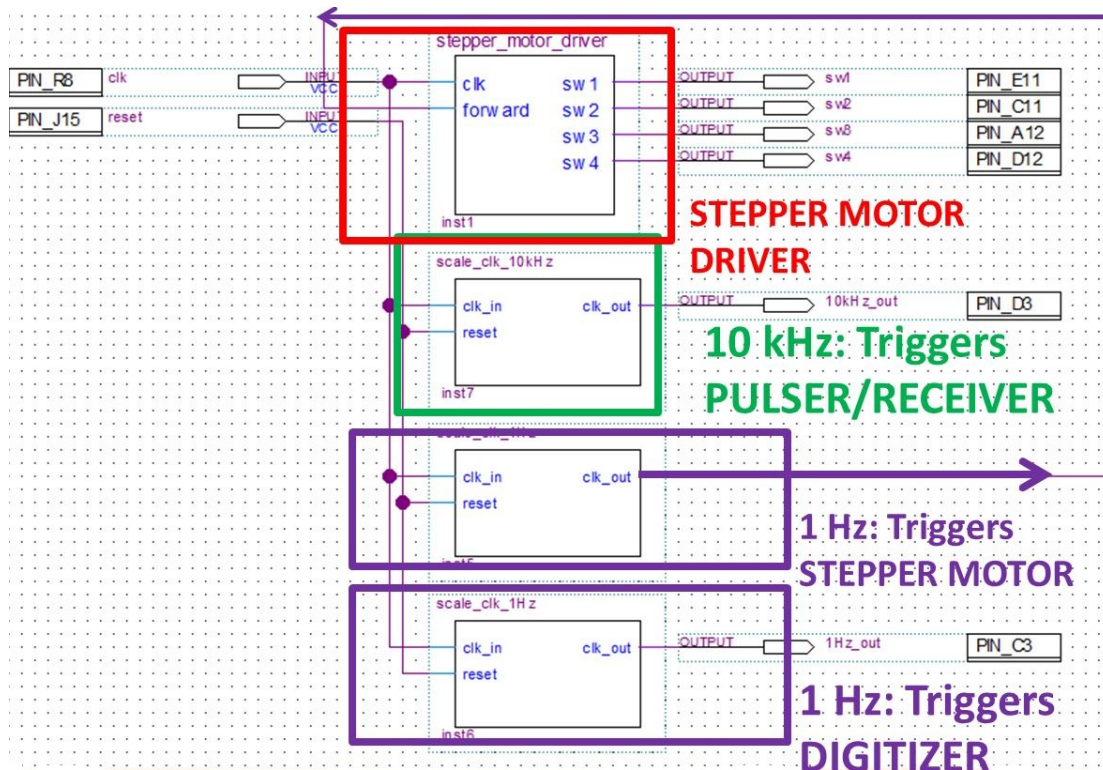 stepper_motor_driver
PIN_R8 clk INPUT VCC
PIN_J15 reset INPUT VCC
clk sw1
forward sw2
sw3
sw4
inst1
OUTPUT sw1 PIN_E11
OUTPUT sw2 PIN_C11
OUTPUT sw3 PIN_A12
OUTPUT sw4 PIN_D12
STEPPER MOTOR
DRIVER
scale_clk_10kHz
clk_in clk_out
reset
inst7
OUTPUT 10kHz_out PIN_D3
10 kHz: Triggers
PULSER/RECEIVER
scale_clk_1Hz
clk_in clk_out
reset
inst5
1 Hz: Triggers
STEPPER MOTOR
scale_clk_1Hz
clk_in clk_out
reset
inst6
OUTPUT 1Hz_out PIN_C3
1 Hz: Triggers
DIGITIZER